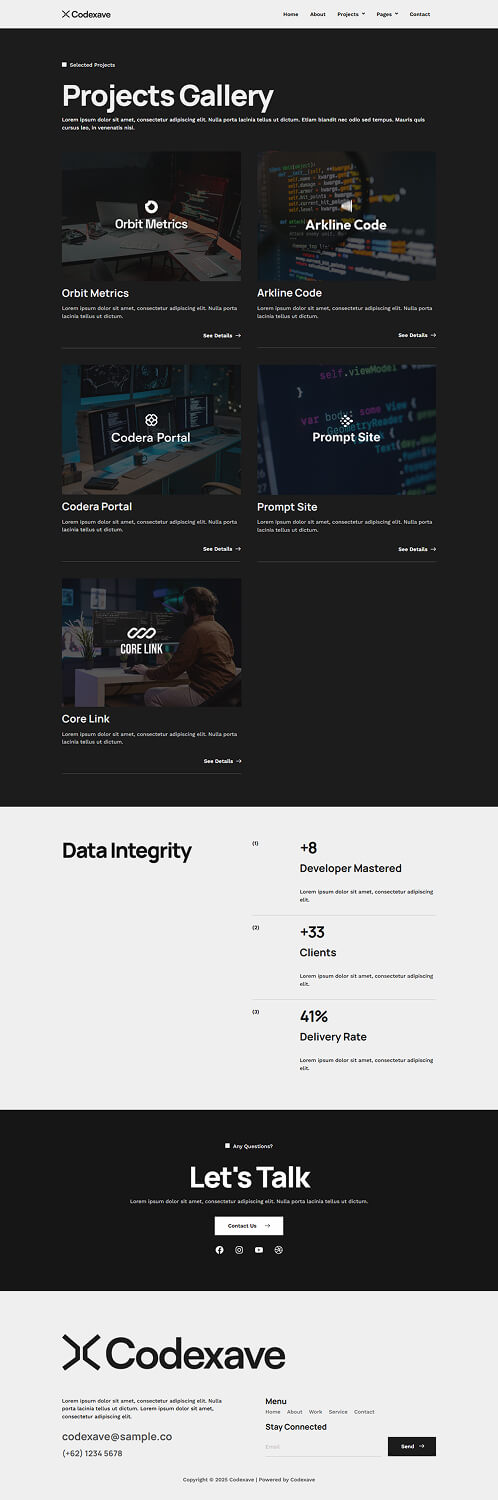 Codexave
Home About Projects Pages Contact
Selected Projects
Projects Gallery
Lorem ipsum dolor sit amet, consectetur adipiscing elit. Nulla porta lacinia tellus ut dictum. Etiam blandit nec odio sed tempus. Mauris quis
cursus leo, in venenatis nisi.
Orbit Metrics
Orbit Metrics
Lorem ipsum dolor sit amet, consectetur adipiscing elit. Nulla porta
lacinia tellus ut dictum.
See Details
Arkline Code
Arkline Code
Lorem ipsum dolor sit amet, consectetur adipiscing elit. Nulla porta
lacinia tellus ut dictum.
See Details
Codera Portal
Codera Portal
Lorem ipsum dolor sit amet, consectetur adipiscing elit. Nulla porta
lacinia tellus ut dictum.
See Details
self.viewModel =
var body: some View {
GeometryReader {
Prompt Site
Prompt Site
Lorem ipsum dolor sit amet, consectetur adipiscing elit. Nulla porta
lacinia tellus ut dictum.
See Details
CORE LINK
Core Link
Lorem ipsum dolor sit amet, consectetur adipiscing elit. Nulla porta
lacinia tellus ut dictum.
See Details
Data Integrity
(1)
+8
Developer Mastered
Lorem ipsum dolor sit amet, consectetur adipiscing
elit.
(2)
+33
Clients
Lorem ipsum dolor sit amet, consectetur adipiscing
elit.
(3)
41%
Delivery Rate
Lorem ipsum dolor sit amet, consectetur adipiscing
elit.
Any Questions?
Let's Talk
Lorem ipsum dolor sit amet, consectetur adipiscing elit. Nulla porta lacinia tellus ut dictum.
Contact Us
Codexave
Lorem ipsum dolor sit amet, consectetur adipiscing elit. Nulla
porta lacinia tellus ut dictum. Lorem ipsum dolor sit amet,
consectetur adipiscing elit.
codexave@sample.co
(+62) 1234 5678
Menu
Home About Work Service Contact
Stay Connected
Email
Send
Copyright © 2025 Codexave | Powered by Codexave